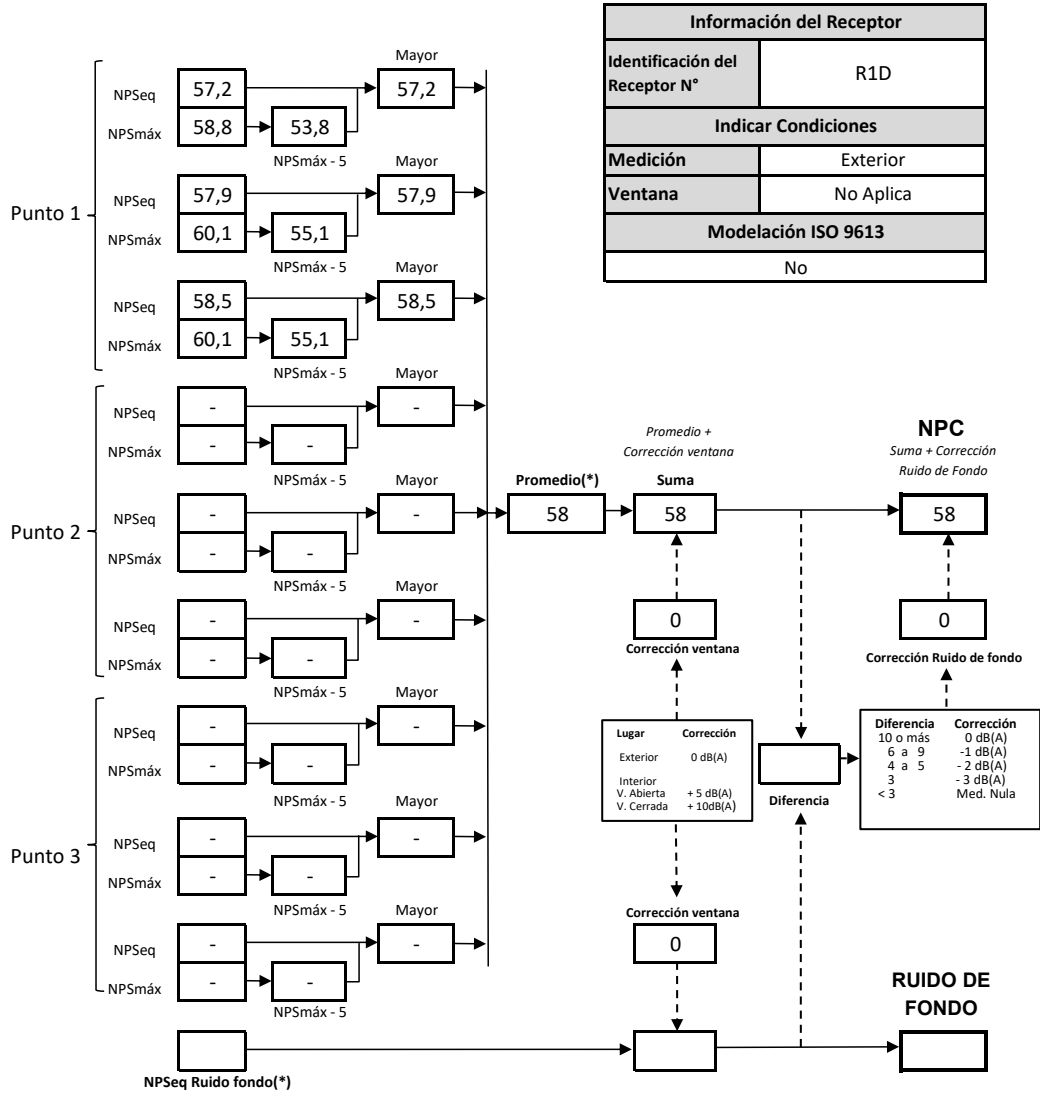 Información del Receptor
Identificación del Receptor N° R1D
Indicar Condiciones
Medición Exterior
Ventana No Aplica
Modelación ISO 9613
No
Punto 1
Mayor
NPSeq 57,2 57,2
NPSmáx 58,8 53,8
NPSmáx - 5
Mayor
NPSeq 57,9 57,9
NPSmáx 60,1 55,1
NPSmáx - 5
Mayor
NPSeq 58,5 58,5
NPSmáx 60,1 55,1
NPSmáx - 5
Punto 2
Mayor
NPSeq - -
NPSmáx - -
NPSmáx - 5
Mayor
NPSeq - -
NPSmáx - -
NPSmáx - 5
Mayor
NPSeq - -
NPSmáx - -
NPSmáx - 5
Punto 3
Mayor
NPSeq - -
NPSmáx - -
NPSmáx - 5
Mayor
NPSeq - -
NPSmáx - -
NPSmáx - 5
Mayor
NPSeq - -
NPSmáx - -
NPSmáx - 5
NPSeq Ruido fondo(*)
Promedio(*)
58
Promedio +
Corrección ventana
Suma
58
0
Corrección ventana
Lugar Corrección
Exterior 0 dB(A)
Interior
V. Abierta + 5 dB(A)
V. Cerrada + 10dB(A)
Corrección ventana
0
Diferencia
NPC
Suma + Corrección
Ruido de Fondo
58
0
Corrección Ruido de fondo
Diferencia Corrección
10 o más 0 dB(A)
6 a 9 -1 dB(A)
4 a 5 - 2 dB(A)
3 - 3 dB(A)
< 3 Med. Nula
RUIDO DE
FONDO